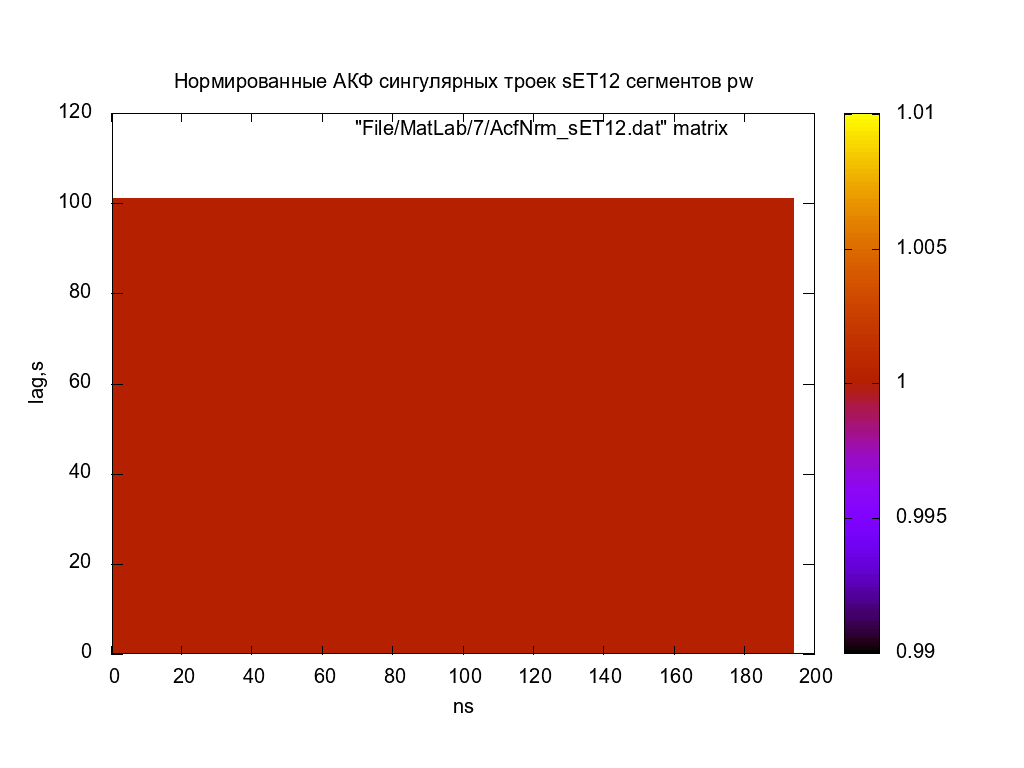 Нормированные АКФ сингулярных троек sET12 сегментов pw
"File/MatLab/7/AcfNrm_sET12.dat" matrix
120
100
80
60
40
20
0
lag,s
0 20 40 60 80 100 120 140 160 180 200
ns
1.01
1.005
1
0.995
0.99